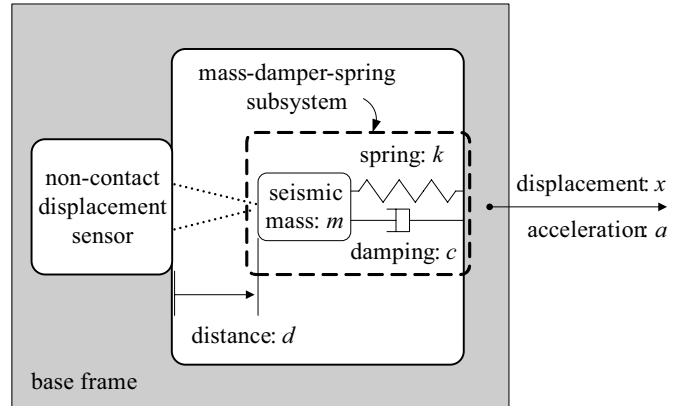 mass-damper-spring
subsystem
spring: k
non-contact
displacement
sensor
seismic
mass: m
damping: c
displacement: x
acceleration: a
distance: d
base frame